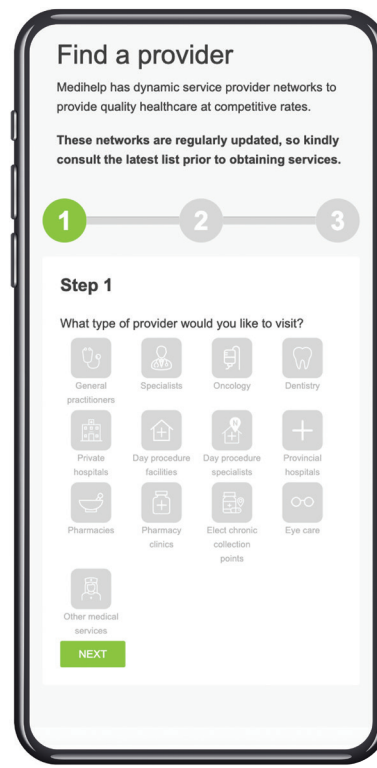 Find a provider
Medihelp has dynamic service provider networks to
provide quality healthcare at competitive rates.
These networks are regularly updated, so kindly
consult the latest list prior to obtaining services.
1 2 3
Step 1
What type of provider would you like to visit?
General Specialists Oncology Dentistry
practitioners
Private Day procedure Day procedure Provincial
hospitals facilities specialists hospitals
Pharmacies Pharmacy Elect chronic Eye care
clinics collection
points
Other medical
services
NEXT